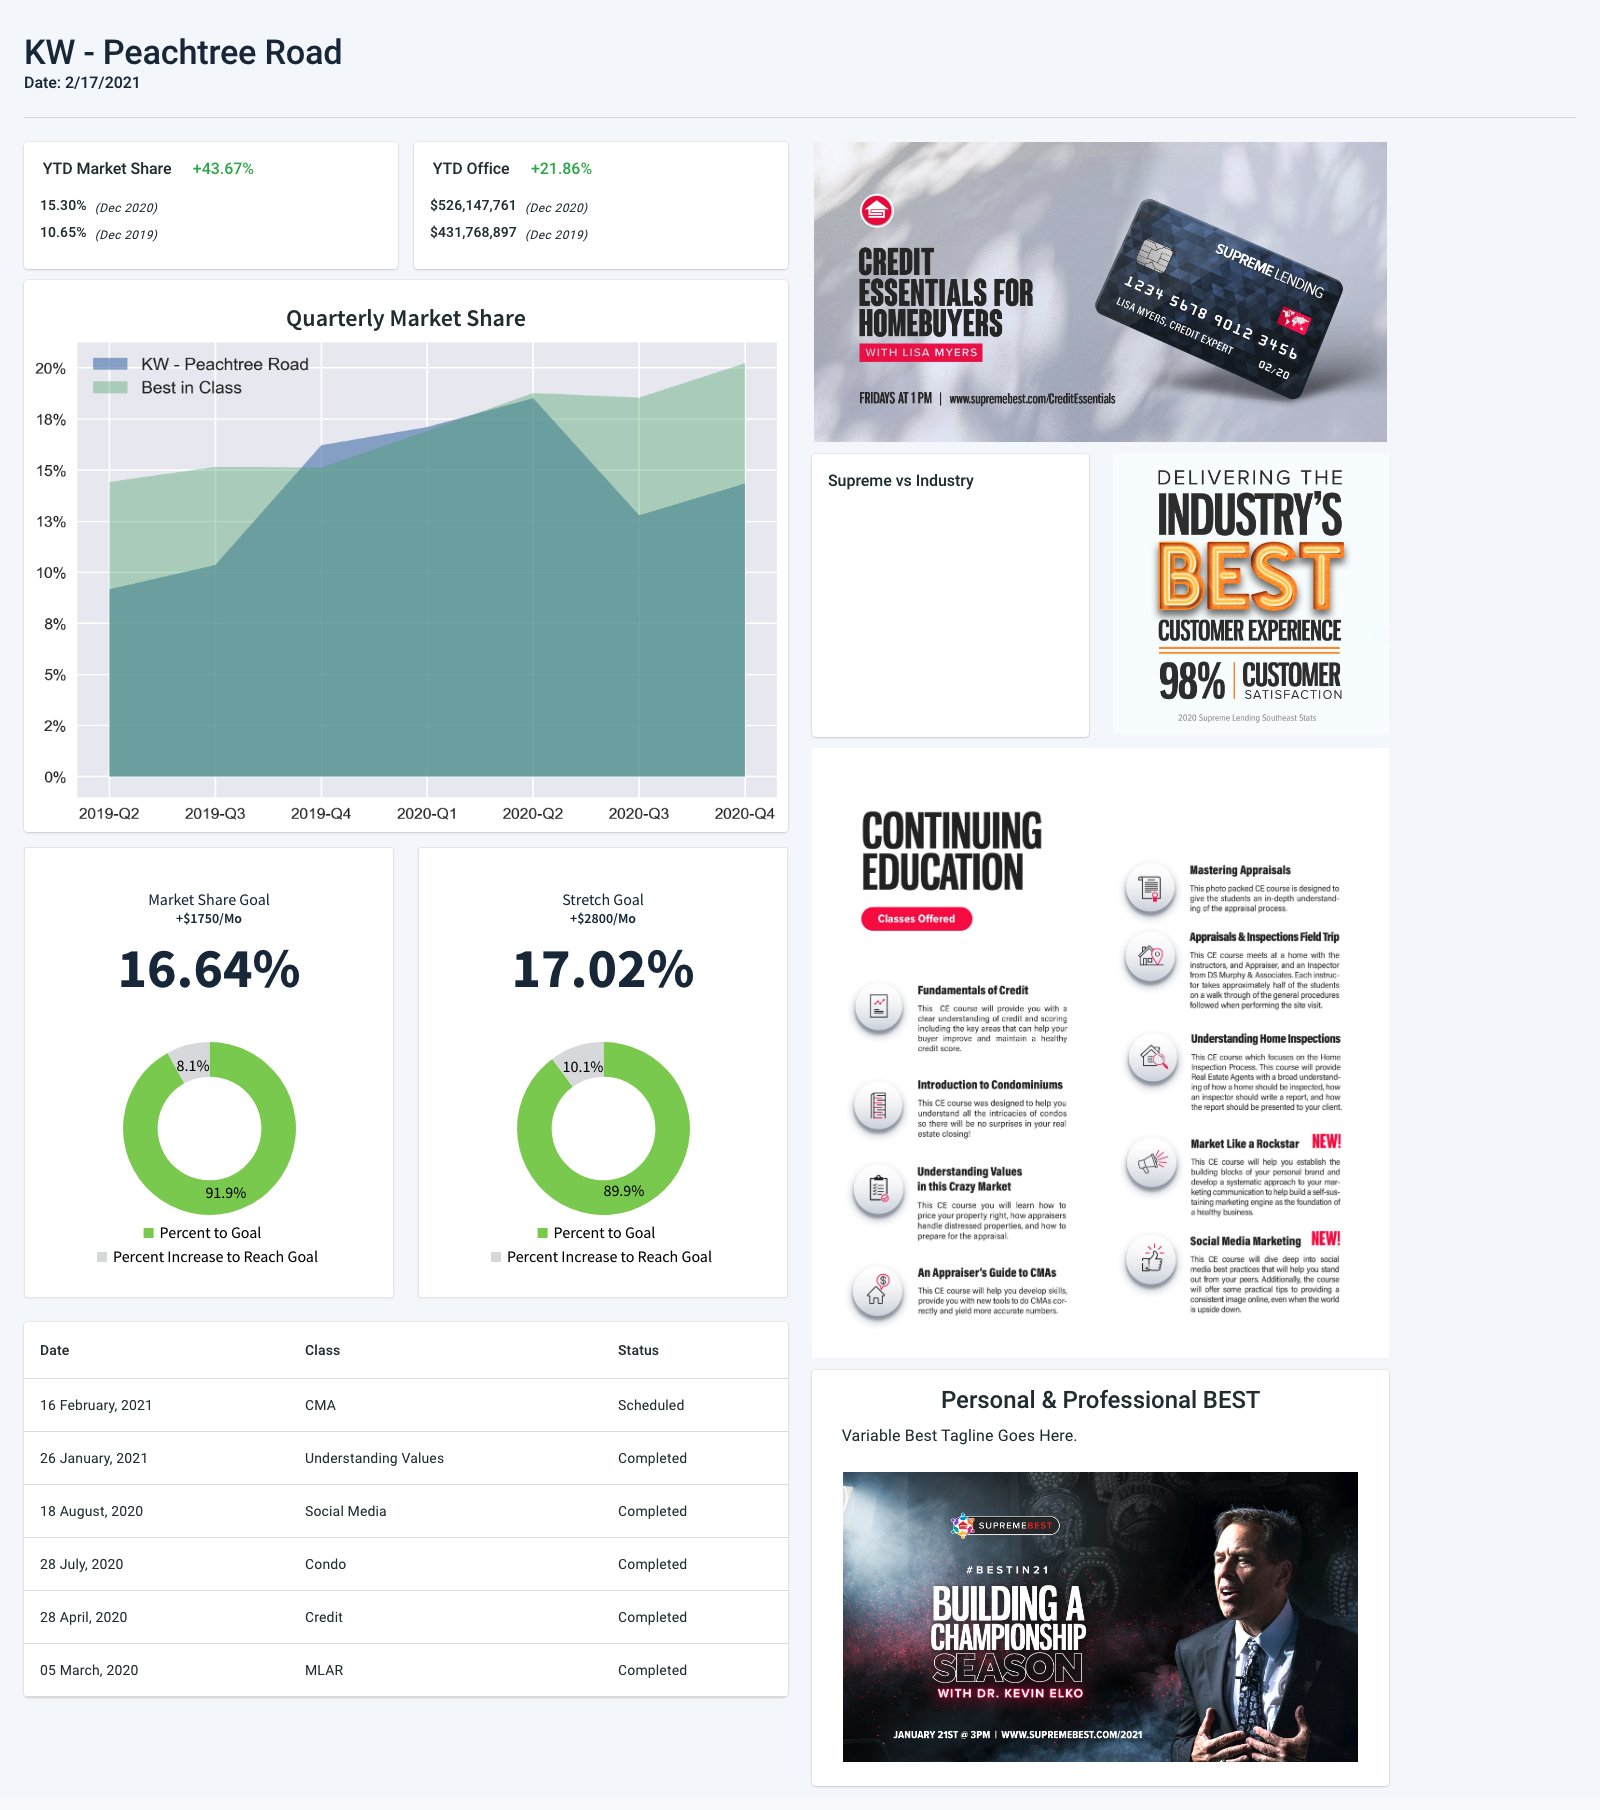 KW - Peachtree Road
Date: 2/17/2021
YTD Market Share +43.67%
15.30% (Dec 2020)
10.65% (Dec 2019)
YTD Office +21.86%
$526,147,761 (Dec 2020)
$431,768,897 (Dec 2019)
Quarterly Market Share
KW - Peachtree Road
Best in Class
20%
18%
15%
13%
10%
8%
5%
2%
0%
2019-Q2 2019-Q3 2019-Q4 2020-Q1 2020-Q2 2020-Q3 2020-Q4
Market Share Goal
+$1750/Mo
16.64%
8.1%
91.9%
Percent to Goal
Percent Increase to Reach Goal
Stretch Goal
+$2800/Mo
17.02%
10.1%
89.9%
Percent to Goal
Percent Increase to Reach Goal
Date Class Status
16 February, 2021 CMA Scheduled
26 January, 2021 Understanding Values Completed
18 August, 2020 Social Media Completed
28 July, 2020 Condo Completed
28 April, 2020 Credit Completed
05 March, 2020 MLAR Completed
CREDIT
ESSENTIALS FOR
HOMEBUYERS
WITH LISA MYERS
FRIDAYS AT 1 PM | www.supremebest.com/CreditEssentials
SUPREME LENDING
1234 5678 9012 3456
LISA MYERS, CREDIT EXPERT
02/20
Supreme vs Industry
DELIVERING THE
INDUSTRY'S
BEST
CUSTOMER EXPERIENCE
98% | CUSTOMER
SATISFACTION
2020 Supreme Lending Southeast Stats
CONTINUING
EDUCATION
Classes Offered
Fundamentals of Credit
This CE course will provide you with a
clear understanding of credit and scoring
including the key areas that can help your
buyer improve and maintain a healthy
credit score.
Introduction to Condominiums
This CE course was designed to help you
understand all the intricacies of condos
so there will be no surprises in your real
estate closing!
Understanding Values
in this Crazy Market
This CE course you will learn how to
price your property right, how appraisers
handle distressed properties, and how to
prepare for the appraisal.
An Appraiser's Guide to CMAs
This CE course will help you develop skills,
provide you with new tools to do CMAs cor-
rectly and yield more accurate numbers.
Mastering Appraisals
This photo packed CE course is designed to
give the students an in-depth understand-
ing of the appraisal process.
Appraisals & Inspections Field Trip
This CE course meets at a home with the
instructors, and Appraiser, and an Inspector
from DS Murphy & Associates. Each instruc-
tor takes approximately half of the students
on a walk through of the general procedures
followed when performing the site visit.
Understanding Home Inspections
This CE course which focuses on the Home
Inspection Process. This course will provide
Real Estate Agents with a broad understand-
ing of how a home should be inspected, how
an inspector should write a report, and how
the report should be presented to your client.
Market Like a Rockstar NEW!
This CE course will help you establish the
building blocks of your personal brand and
develop a systematic approach to your mar-
keting communication to help build a self-sus-
taining marketing engine as the foundation of
a healthy business.
Social Media Marketing NEW!
This CE course will dive deep into social
media best practices that will help you stand
out from your peers. Additionally, the course
will offer some practical tips to providing a
consistent image online, even when the world
is upside down.
Personal & Professional BEST
Variable Best Tagline Goes Here.
SUPREMEBEST
#BESTIN21
BUILDING A
CHAMPIONSHIP
SEASON
WITH DR. KEVIN ELKO
JANUARY 21ST @ 3PM | WWW.SUPREMEBEST.COM/2021